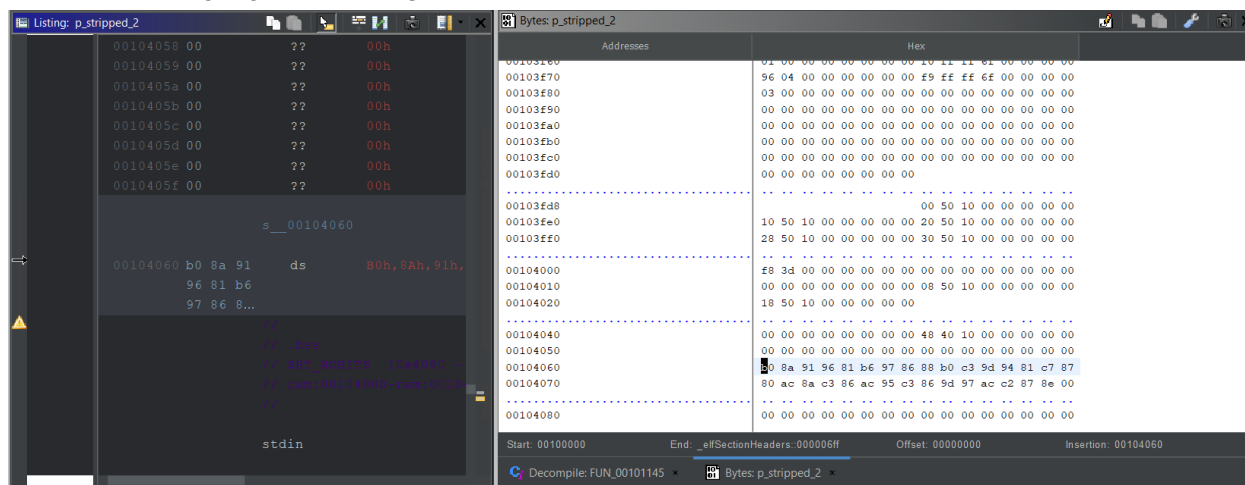 Listing: p_stripped_2
00104058 00 ?? 00h
00104059 00 ?? 00h
0010405a 00 ?? 00h
0010405b 00 ?? 00h
0010405c 00 ?? 00h
0010405d 00 ?? 00h
0010405e 00 ?? 00h
0010405f 00 ?? 00h
s__00104060
00104060 b0 8a 91 ds B0h,8Ah,91h,
96 81 b6
97 86 8...
//
//
stdin
Bytes: p_stripped_2
Addresses Hex
00103f70 96 04 00 00 00 00 00 00 f9 ff ff 6f 00 00 00 00
00103f80 03 00 00 00 00 00 00 00 00 00 00 00 00 00 00 00
00103f90 00 00 00 00 00 00 00 00 00 00 00 00 00 00 00 00
00103fa0 00 00 00 00 00 00 00 00 00 00 00 00 00 00 00 00
00103fb0 00 00 00 00 00 00 00 00 00 00 00 00 00 00 00 00
00103fc0 00 00 00 00 00 00 00 00 00 00 00 00 00 00 00 00
00103fd0 00 00 00 00 00 00 00 00
00103fd8 00 50 10 00 00 00 00 00
00103fe0 10 50 10 00 00 00 00 00 20 50 10 00 00 00 00 00
00103ff0 28 50 10 00 00 00 00 00 30 50 10 00 00 00 00 00
00104000 f8 3d 00 00 00 00 00 00 00 00 00 00 00 00 00 00
00104010 00 00 00 00 00 00 00 00 08 50 10 00 00 00 00 00
00104020 18 50 10 00 00 00 00 00
00104040 00 00 00 00 00 00 00 00 48 40 10 00 00 00 00 00
00104050 00 00 00 00 00 00 00 00 00 00 00 00 00 00 00 00
00104060 b0 8a 91 96 81 b6 97 86 88 b0 c3 9d 94 81 c7 87
00104070 80 ac 8a c3 86 ac 95 c3 86 9d 97 ac c2 87 8e 00
00104080 00 00 00 00 00 00 00 00 00 00 00 00 00 00 00 00
Start: 00100000 End: _elfSectionHeaders::000006ff Offset: 00000000 Insertion: 00104060
Decompile: FUN_00101145 × Bytes: p_stripped_2 ×